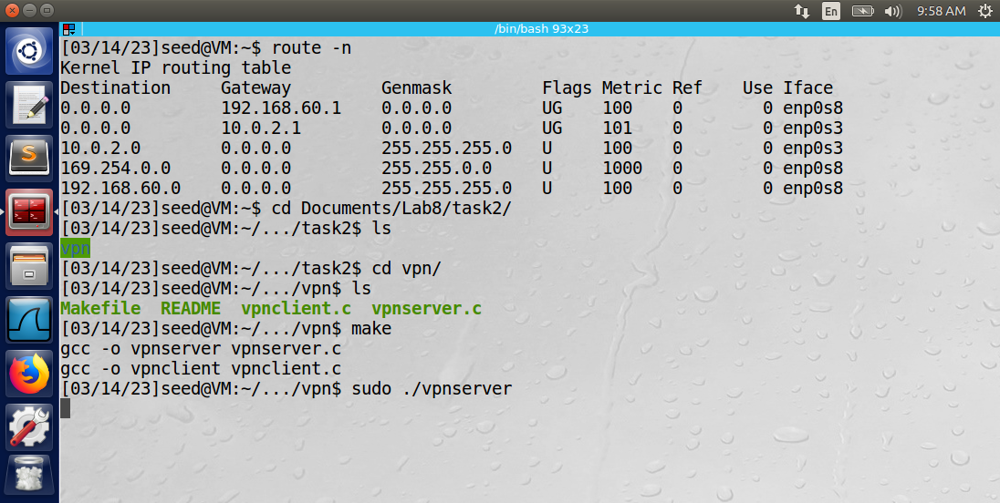 En 9:58 AM
/bin/bash 93x23
[03/14/23]seed@VM:~$ route -n
Kernel IP routing table
Destination     Gateway         Genmask         Flags Metric Ref    Use Iface
0.0.0.0         192.168.60.1    0.0.0.0         UG    100    0        0 enp0s8
0.0.0.0         10.0.2.1        0.0.0.0         UG    101    0        0 enp0s3
10.0.2.0        0.0.0.0         255.255.255.0   U     100    0        0 enp0s3
169.254.0.0     0.0.0.0         255.255.0.0     U     1000   0        0 enp0s8
192.168.60.0    0.0.0.0         255.255.255.0   U     100    0        0 enp0s8
[03/14/23]seed@VM:~$ cd Documents/Lab8/task2/
[03/14/23]seed@VM:~/.../task2$ ls
vpn
[03/14/23]seed@VM:~/.../task2$ cd vpn/
[03/14/23]seed@VM:~/.../vpn$ ls
Makefile  README  vpnclient.c  vpnserver.c
[03/14/23]seed@VM:~/.../vpn$ make
gcc -o vpnserver vpnserver.c
gcc -o vpnclient vpnclient.c
[03/14/23]seed@VM:~/.../vpn$ sudo ./vpnserver